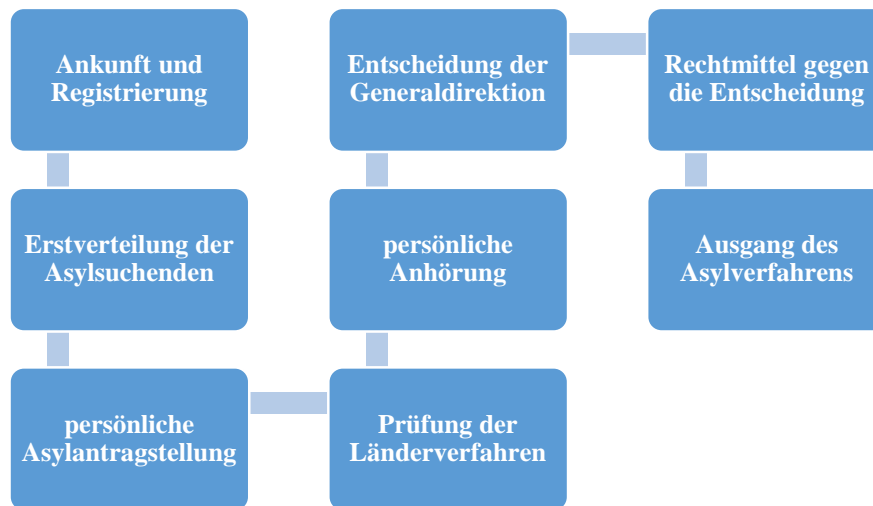 Ankunft und
Registrierung
Erstverteilung der
Asylsuchenden
persönliche
Asylantragstellung
Prüfung der
Länderverfahren
persönliche
Anhörung
Entscheidung der
Generaldirektion
Rechtmittel gegen
die Entscheidung
Ausgang des
Asylverfahrens